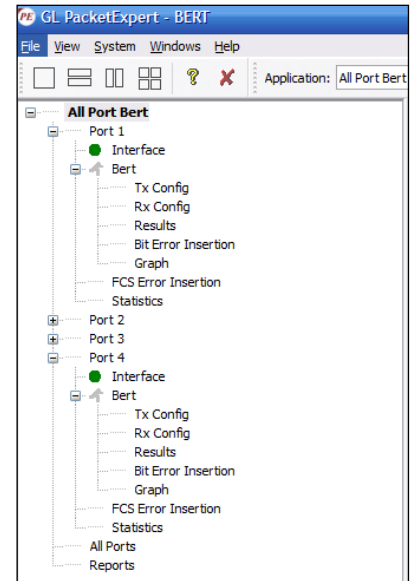 PE GL PacketExpert - BERT
File View System Windows Help
? Application: All Port Bert
All Port Bert
Port 1
Interface
Bert
Tx Config
Rx Config
Results
Bit Error Insertion
Graph
FCS Error Insertion
Statistics
Port 2
Port 3
Port 4
Interface
Bert
Tx Config
Rx Config
Results
Bit Error Insertion
Graph
FCS Error Insertion
Statistics
All Ports
Reports